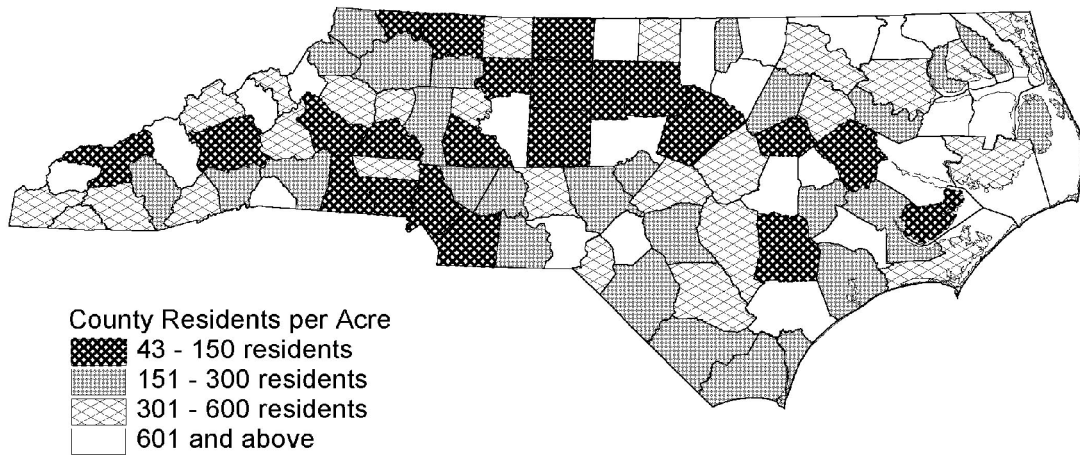 County Residents per Acre
43 - 150 residents
151 - 300 residents
301 - 600 residents
601 and above